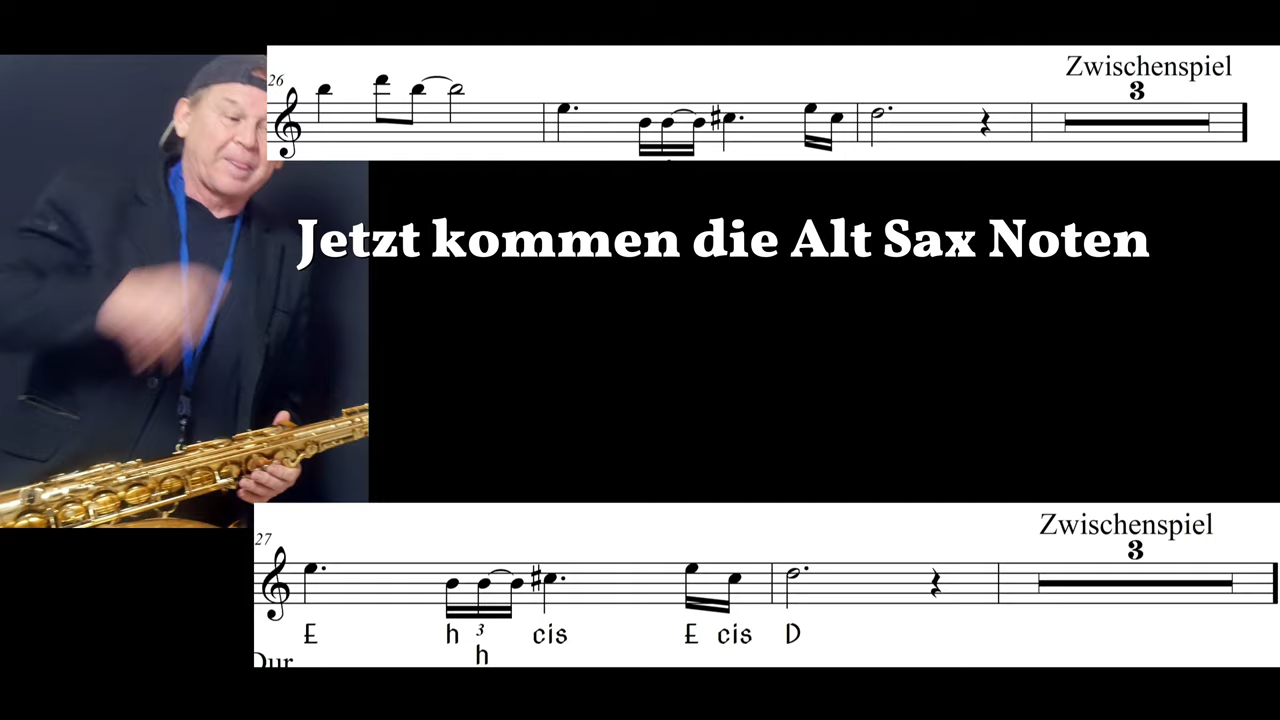 26
Zwischenspiel
3
Jetzt kommen die Alt Sax Noten
27
Zwischenspiel
3
E h 3 cis E cis D
h
Dur